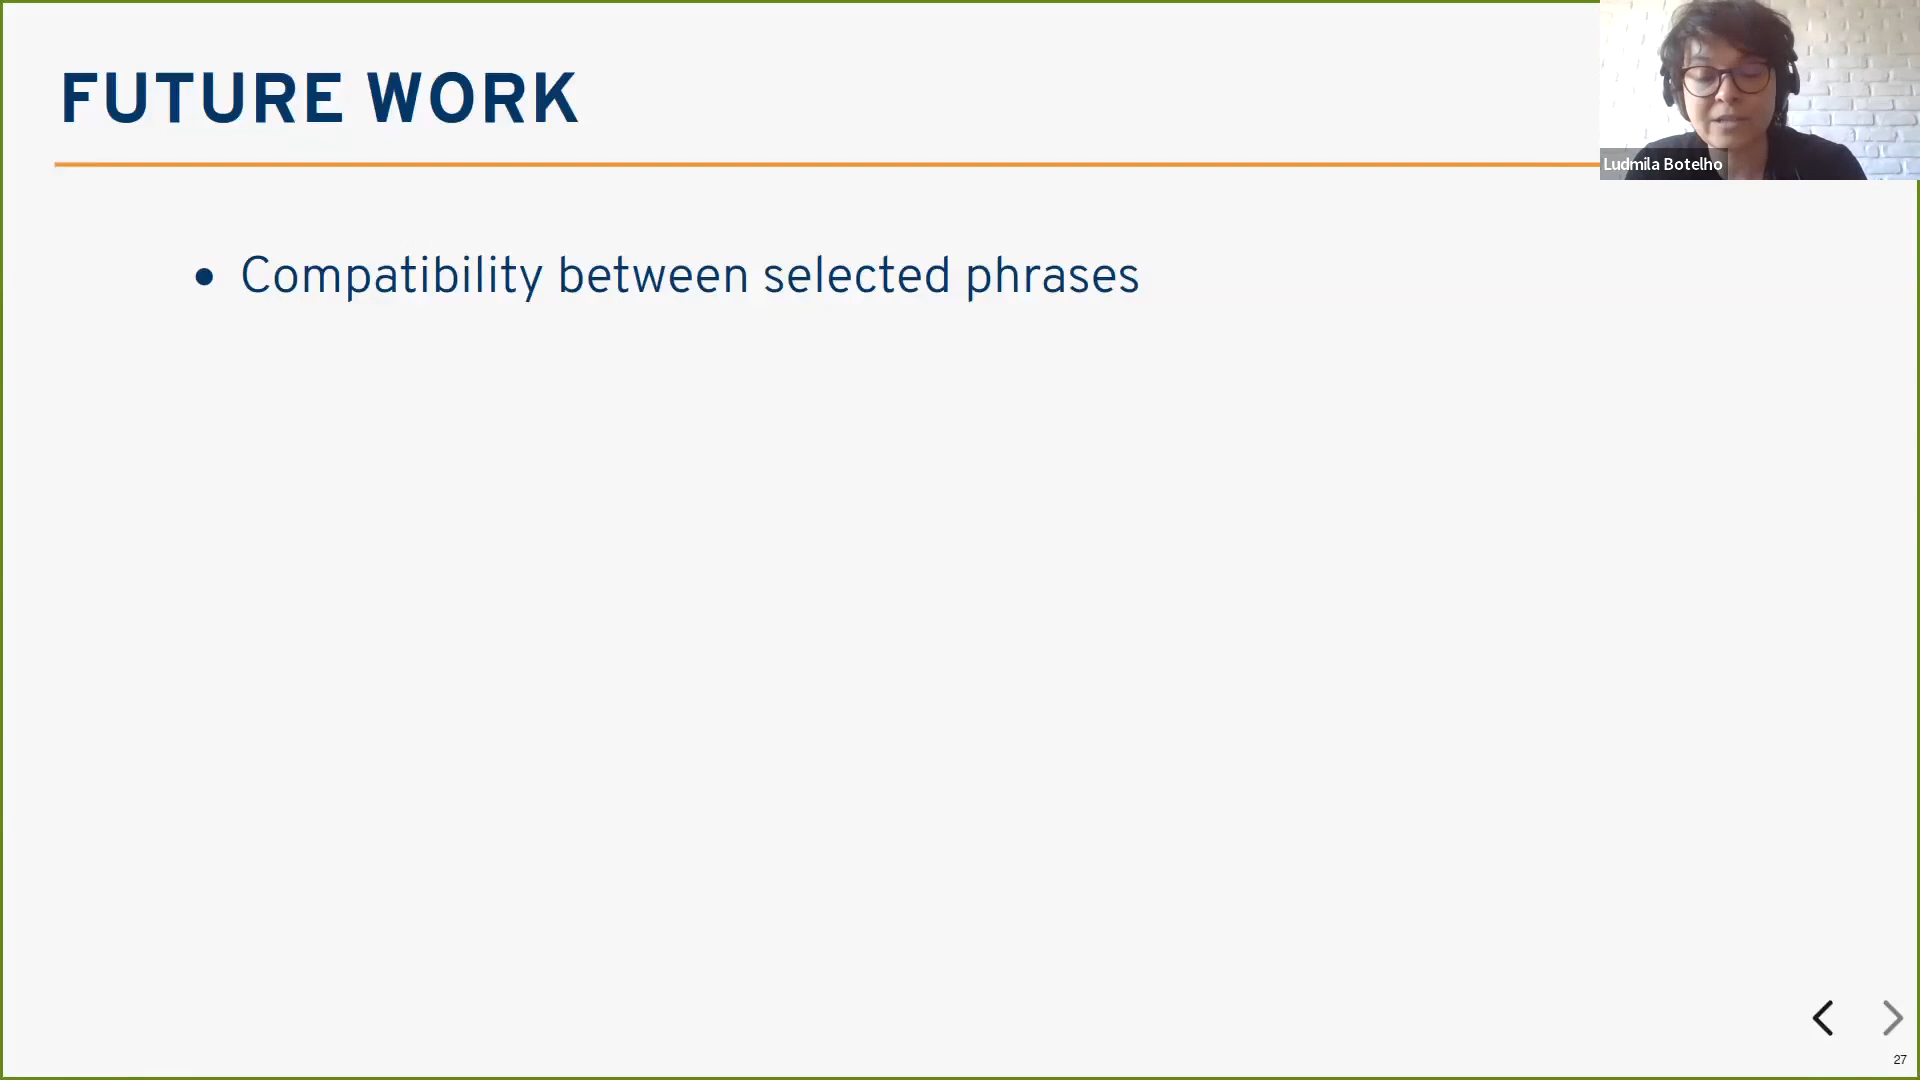 FUTURE WORK
Ludmila Botelho
• Compatibility between selected phrases
27